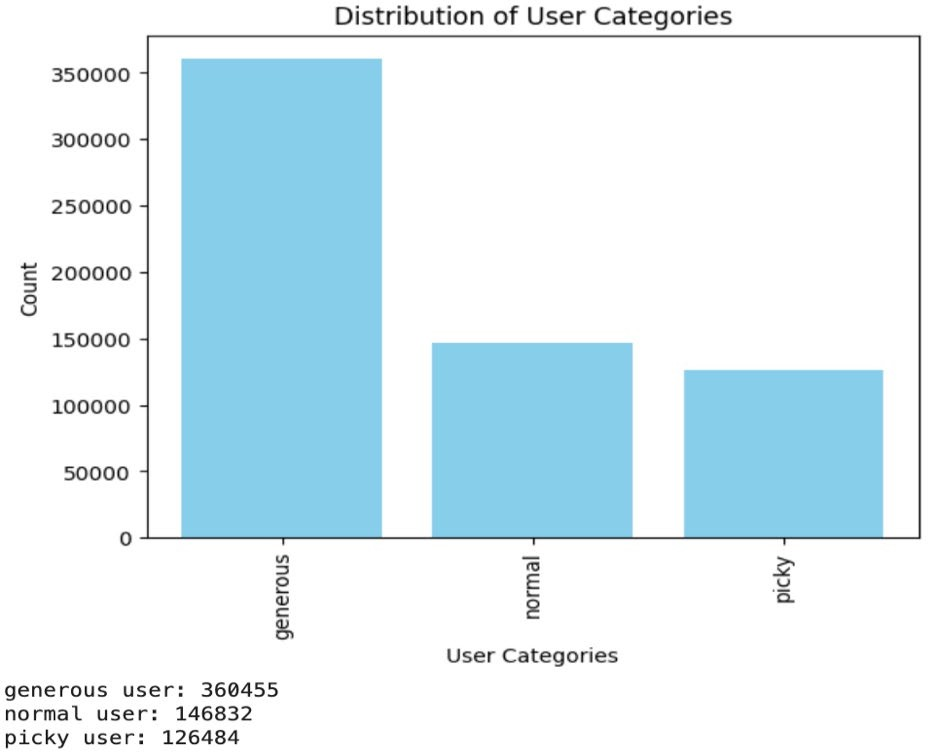 Distribution of User Categories
350000
300000
250000
200000
150000
100000
50000
0
Count
generous
normal
picky
User Categories
generous user: 360455
normal user: 146832
picky user: 126484